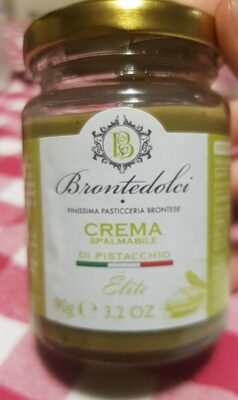 B
Brontedolci
FINISSIMA PASTICCERIA BRONTESE
CREMA
SPALMABILE
DI PISTACCHIO
Elite
90g e 3,2 OZ